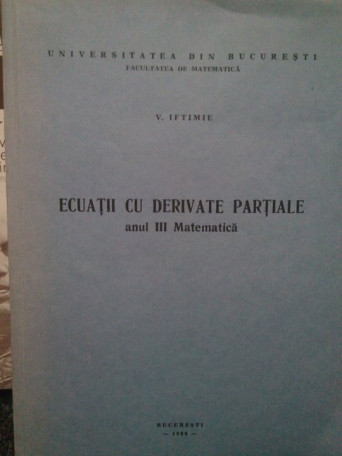 UNIVERSITATEA DIN BUCUREȘTI
FACULTATEA DE MATEMATICĂ
V. IFTIMIE
ECUAȚII CU DERIVATE PARȚIALE
anul III Matematică
BUCUREȘTI